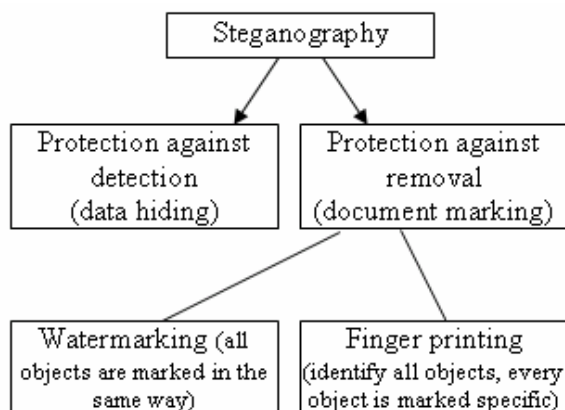 Steganography
Protection against
detection
(data hiding)
Protection against
removal
(document marking)
Watermarking (all
objects are marked in the
same way)
Finger printing
(identify all objects, every
object is marked specific)